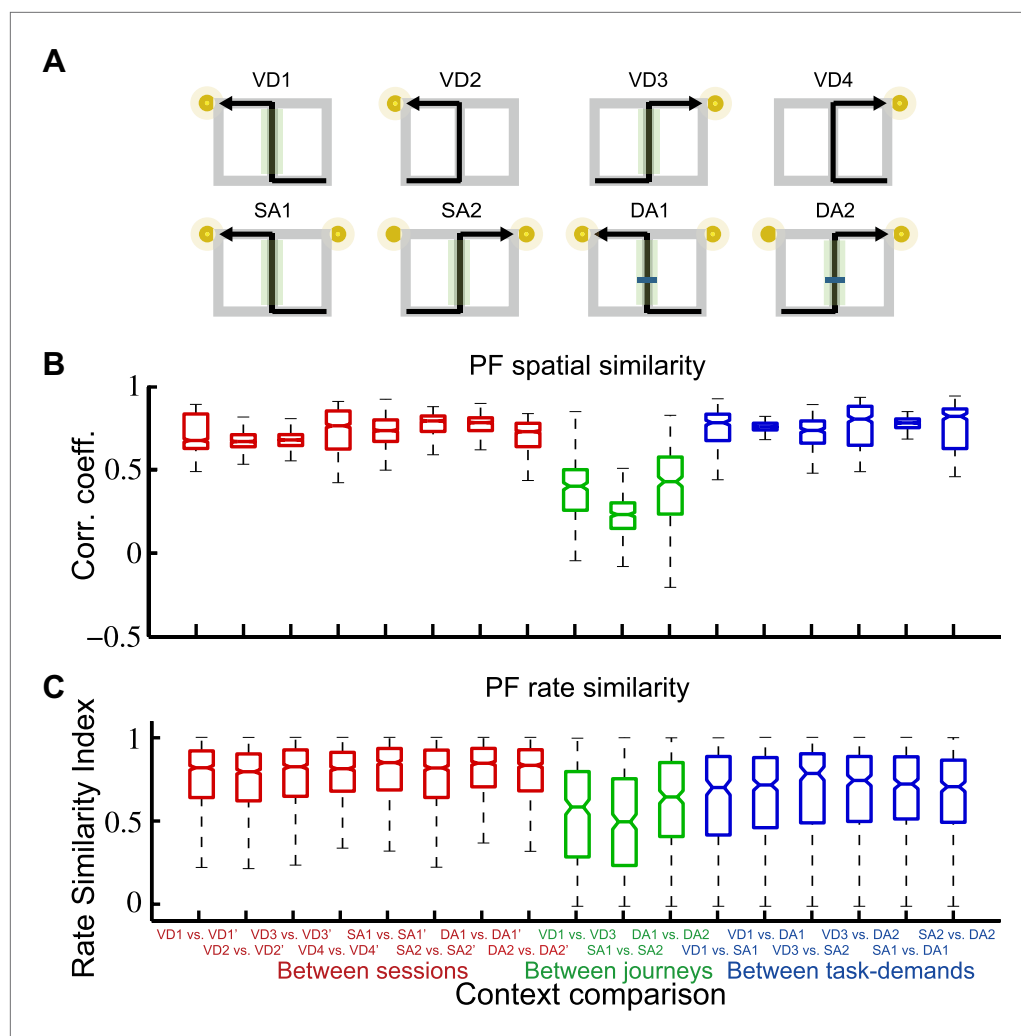 A
VD1 VD2 VD3 VD4
SA1 SA2 DA1 DA2
B
PF spatial similarity
Corr. coeff.
1
0.5
0
−0.5
C
PF rate similarity
Rate Similarity Index
1
0.5
0
VD1 vs. VD1' VD3 vs. VD3' SA1 vs. SA1' DA1 vs. DA1' VD1 vs. VD3 DA1 vs. DA2 VD1 vs. DA1 VD3 vs. DA2 SA2 vs. DA2
VD2 vs. VD2' VD4 vs. VD4' SA2 vs. SA2' DA2 vs. DA2' SA1 vs. SA2 VD1 vs. SA1 VD3 vs. SA2 SA1 vs. DA1
Between sessions Between journeys Between task-demands
Context comparison